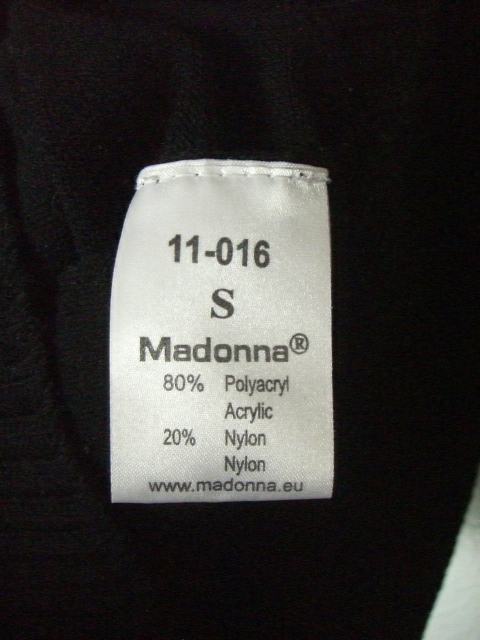 11-016
S
Madonna®
80% Polyacryl
Acrylic
20% Nylon
Nylon
www.madonna.eu